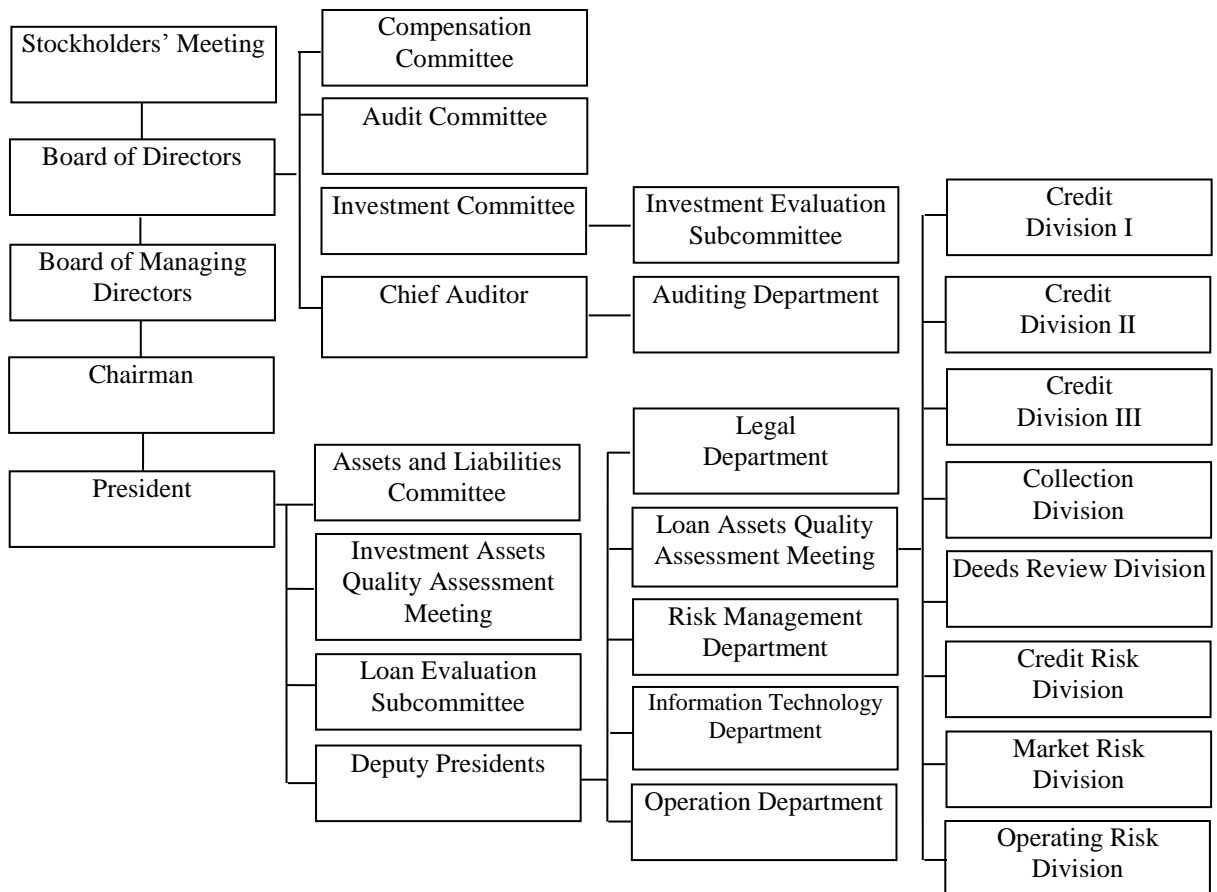 Stockholders’ Meeting
Board of Directors
Board of Managing
Directors
Chairman
President
Compensation
Committee
Audit Committee
Investment Committee
Chief Auditor
Investment Evaluation
Subcommittee
Auditing Department
Assets and Liabilities
Committee
Investment Assets
Quality Assessment
Meeting
Loan Evaluation
Subcommittee
Deputy Presidents
Legal
Department
Loan Assets Quality
Assessment Meeting
Risk Management
Department
Information Technology
Department
Operation Department
Credit
Division I
Credit
Division II
Credit
Division III
Collection
Division
Deeds Review Division
Credit Risk
Division
Market Risk
Division
Operating Risk
Division